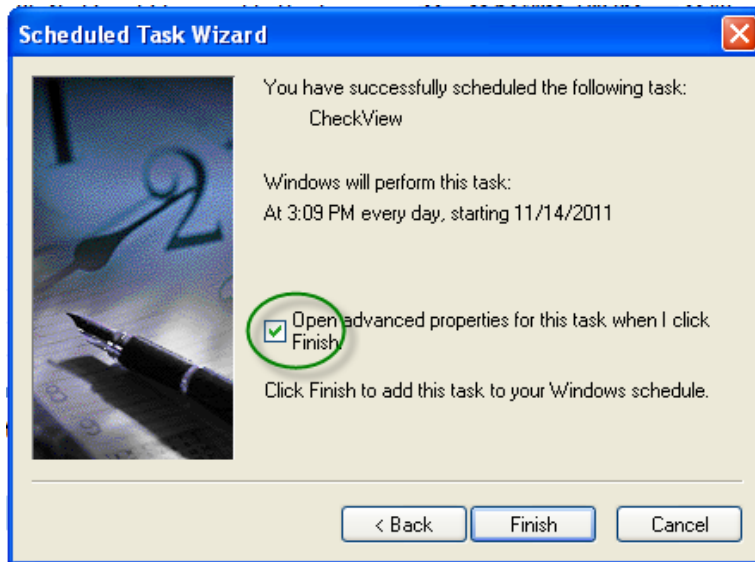 Scheduled Task Wizard
You have successfully scheduled the following task:
CheckView
Windows will perform this task:
At 3:09 PM every day, starting 11/14/2011
Open advanced properties for this task when I click
Finish.
Click Finish to add this task to your Windows schedule.
< Back
Finish
Cancel